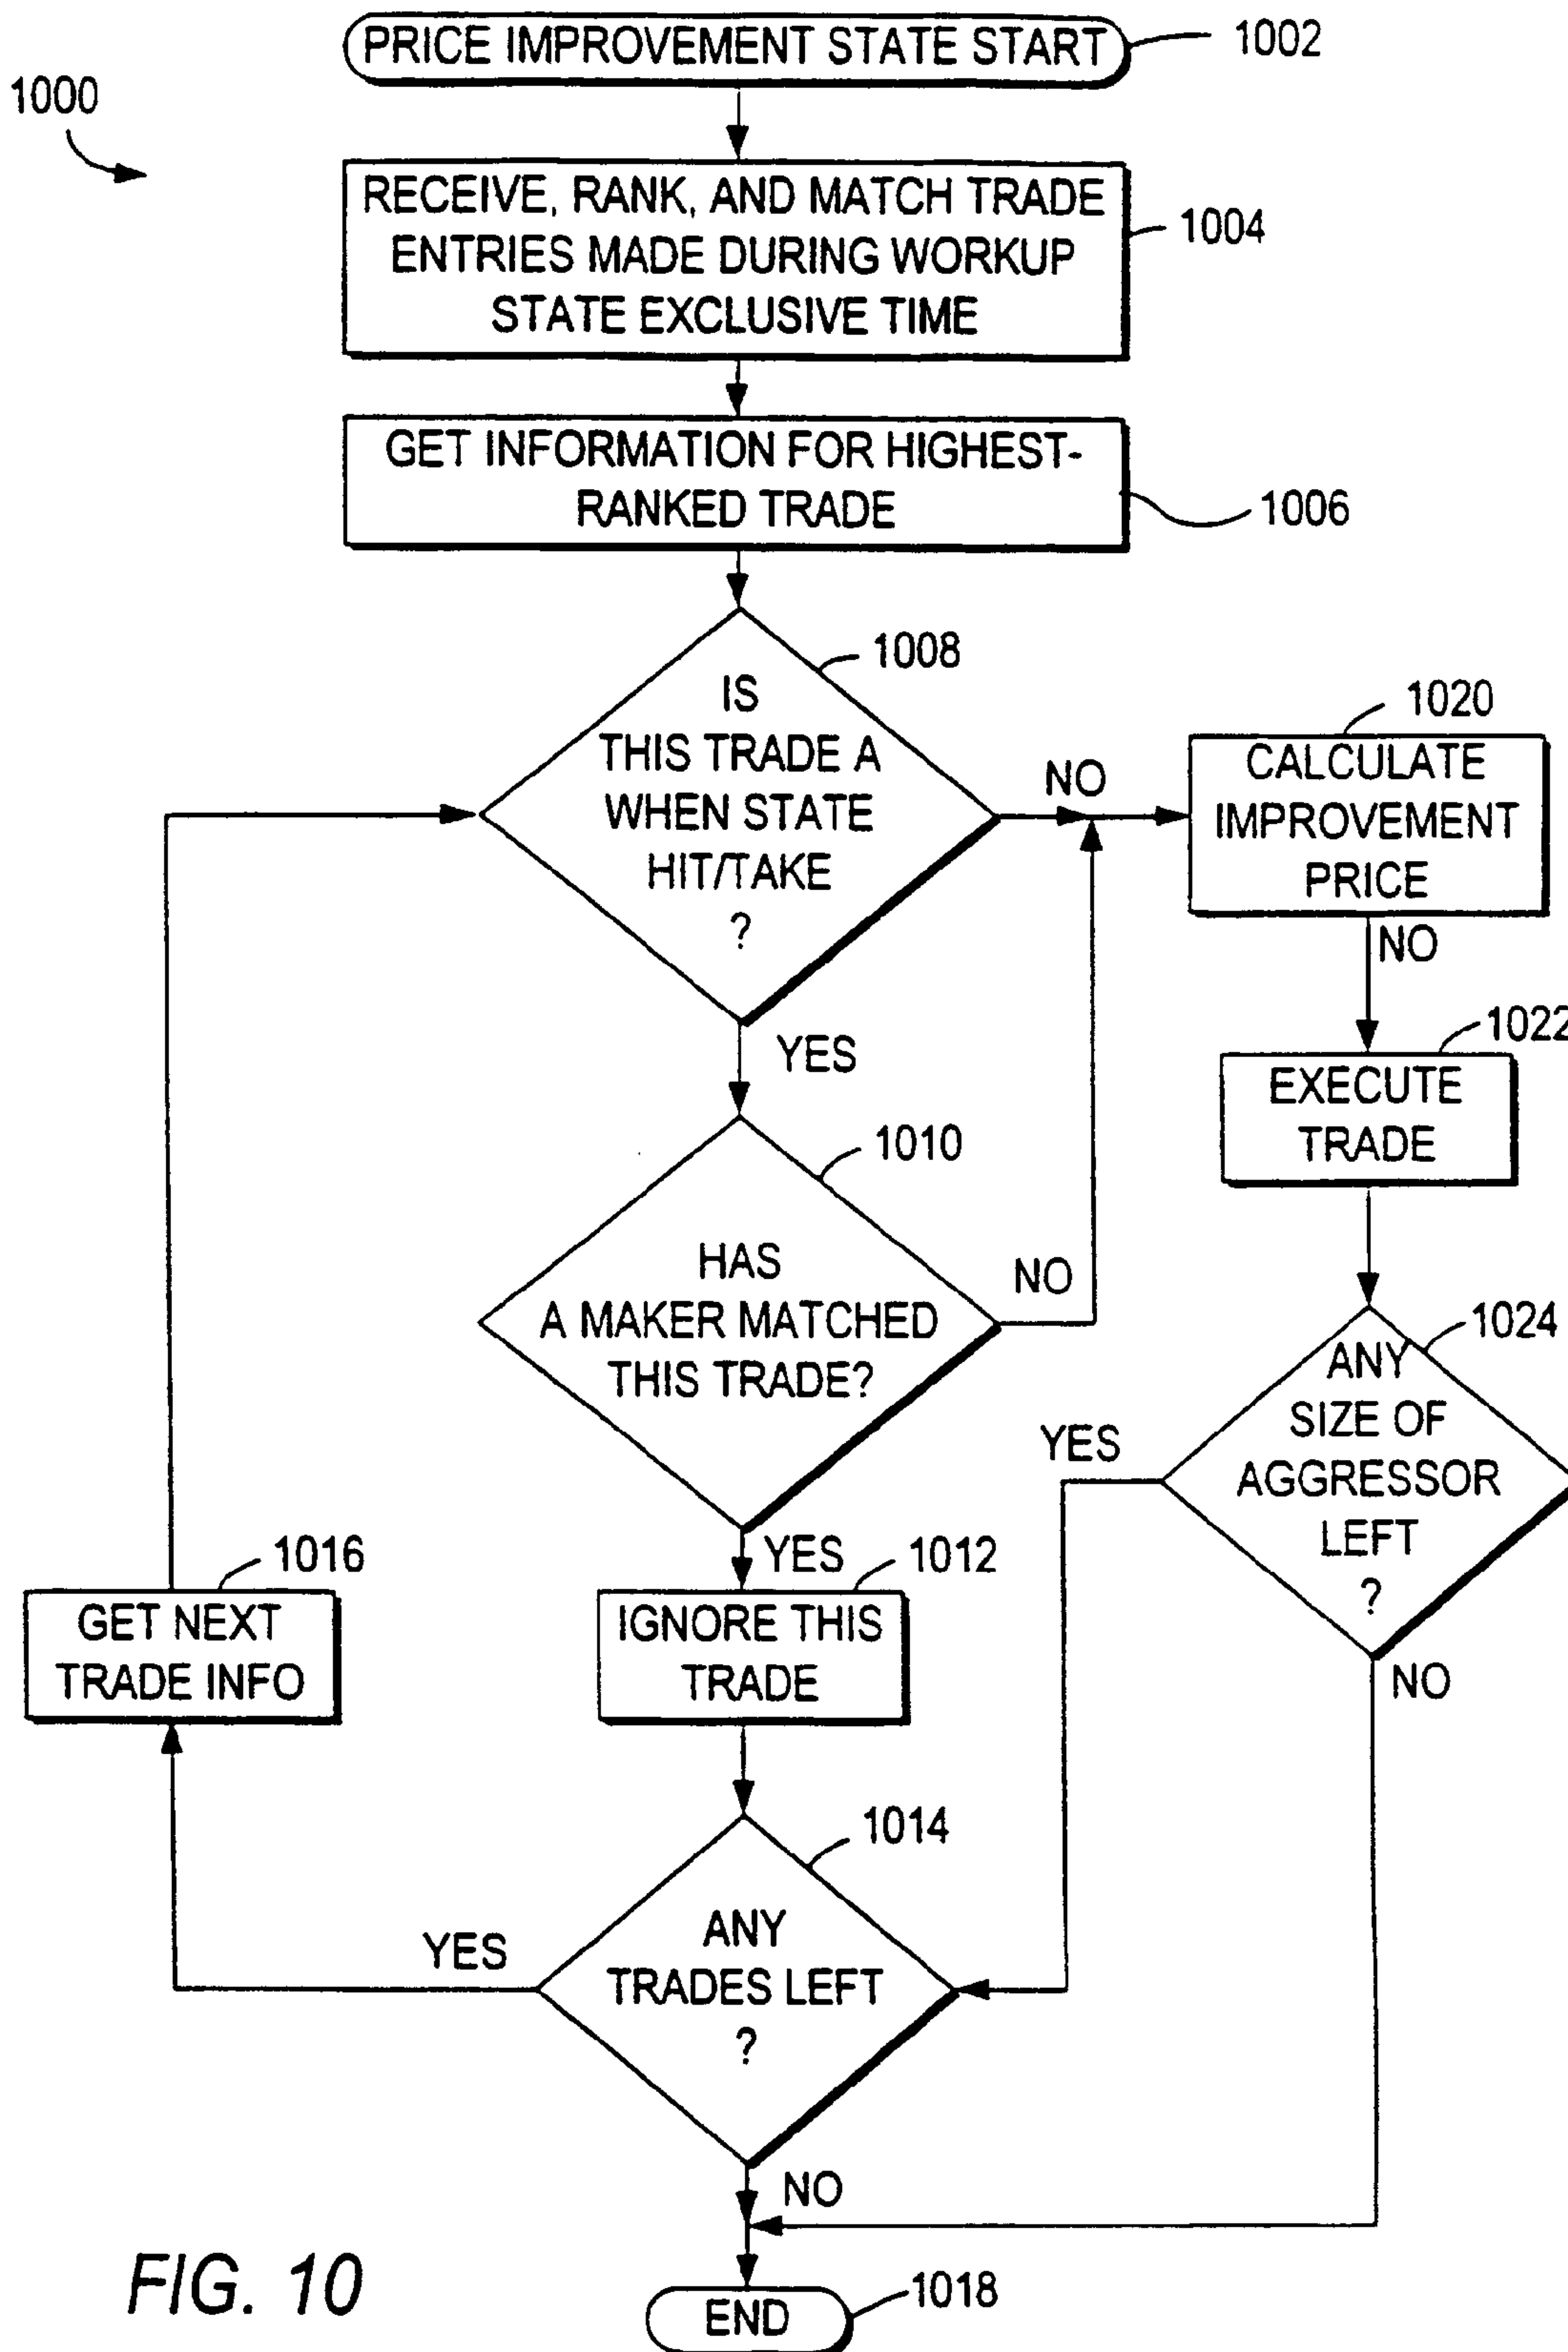 PRICE IMPROVEMENT STATE START
1002
1000
RECEIVE, RANK, AND MATCH TRADE
ENTRIES MADE DURING WORKUP
STATE EXCLUSIVE TIME
1004
GET INFORMATION FOR HIGHEST-
RANKED TRADE
1006
1008
IS
THIS TRADE A
WHEN STATE
HIT/TAKE
?
NO
1020
CALCULATE
IMPROVEMENT
PRICE
NO
YES
1022
EXECUTE
TRADE
1010
HAS
A MAKER MATCHED
THIS TRADE?
NO
1024
ANY
SIZE OF
AGGRESSOR
LEFT
?
YES
NO
YES
1012
IGNORE THIS
TRADE
1016
GET NEXT
TRADE INFO
1014
ANY
TRADES LEFT
?
YES
NO
END
1018
FIG. 10